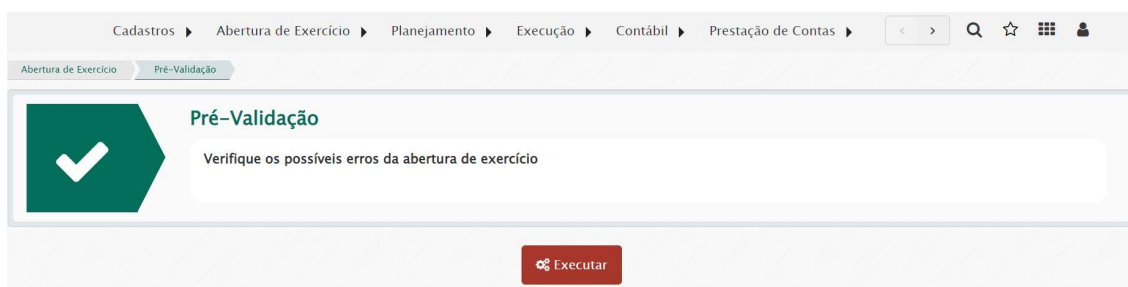 Cadastros Abertura de Exercício Planejamento Execução Contábil Prestação de Contas
Abertura de Exercício Pré-Validação
Pré-Validação
Verifique os possíveis erros da abertura de exercício
Executar